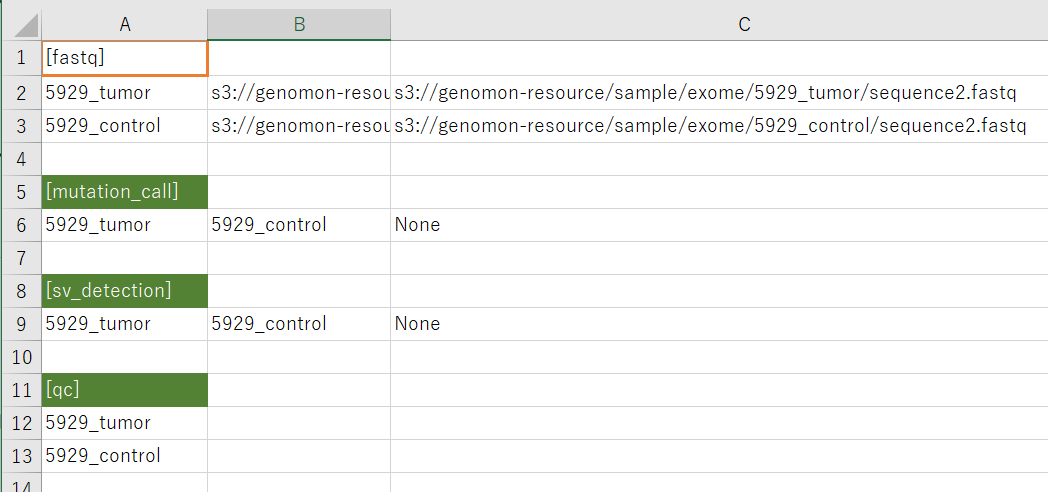 A B C
1 [fastq]
2 5929_tumor s3://genomon-resou s3://genomon-resource/sample/exome/5929_tumor/sequence2.fastq
3 5929_control s3://genomon-resou s3://genomon-resource/sample/exome/5929_control/sequence2.fastq
4
5 [mutation_call]
6 5929_tumor 5929_control None
7
8 [sv_detection]
9 5929_tumor 5929_control None
10
11 [qc]
12 5929_tumor
13 5929_control
14